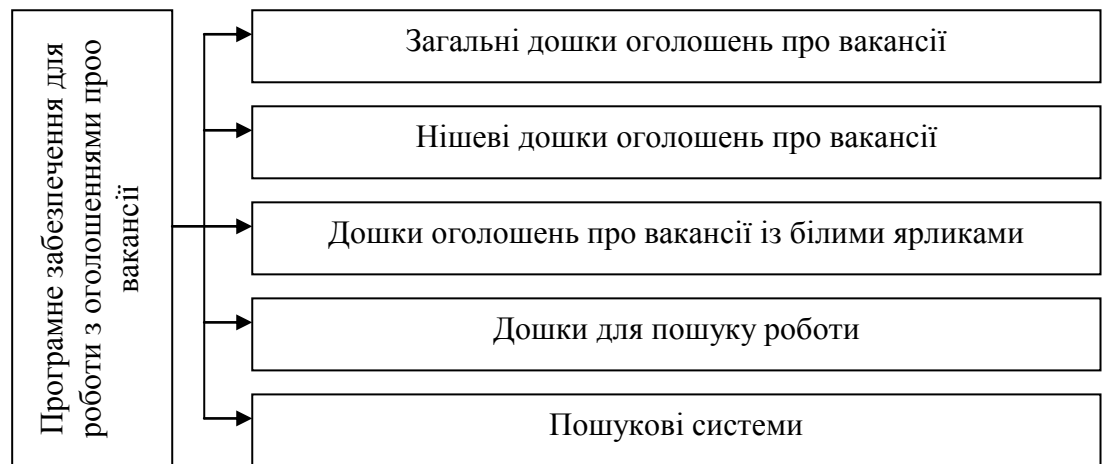 Програмне забезпечення для
роботи з оголошеннями проо
вакансії
Загальні дошки оголошень про вакансії
Нішеві дошки оголошень про вакансії
Дошки оголошень про вакансії із білими ярликами
Дошки для пошуку роботи
Пошукові системи